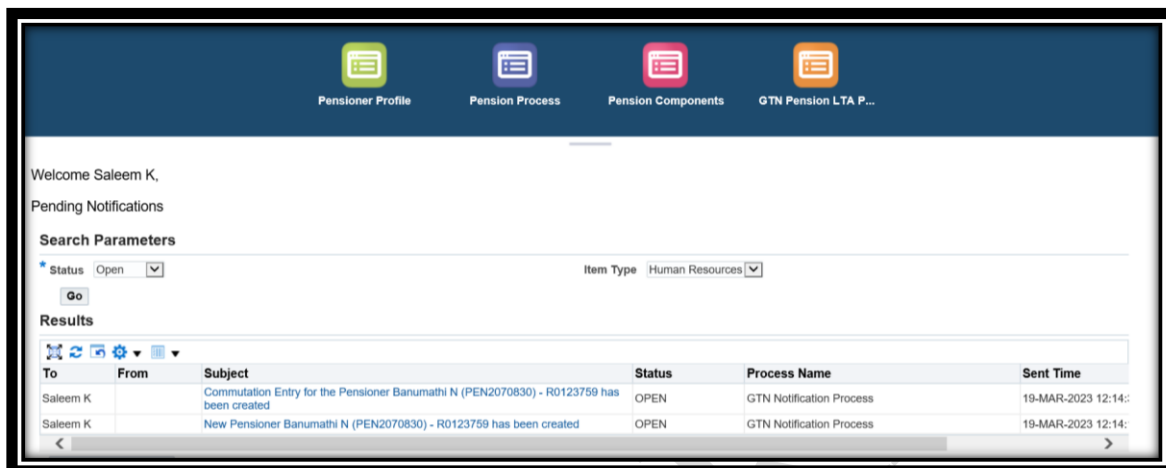 Pensioner Profile Pension Process Pension Components GTN Pension LTA P...
Welcome Saleem K,
Pending Notifications
Search Parameters
* Status Open Item Type Human Resources
Go
Results
To From Subject Status Process Name Sent Time
Saleem K Commutation Entry for the Pensioner Banumathi N (PEN2070830) - R0123759 has been created OPEN GTN Notification Process 19-MAR-2023 12:14:
Saleem K New Pensioner Banumathi N (PEN2070830) - R0123759 has been created OPEN GTN Notification Process 19-MAR-2023 12:14: